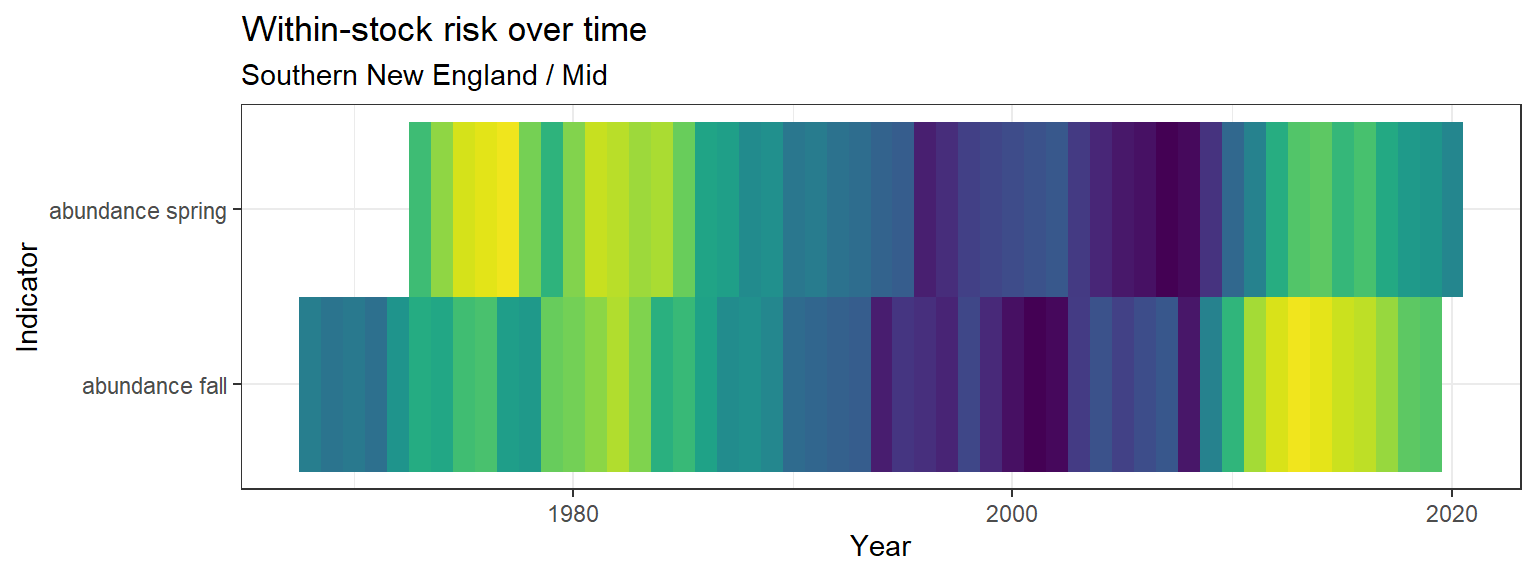 Within-stock risk over time
Southern New England / Mid
Indicator
abundance spring
abundance fall
1980
2000
2020
Year